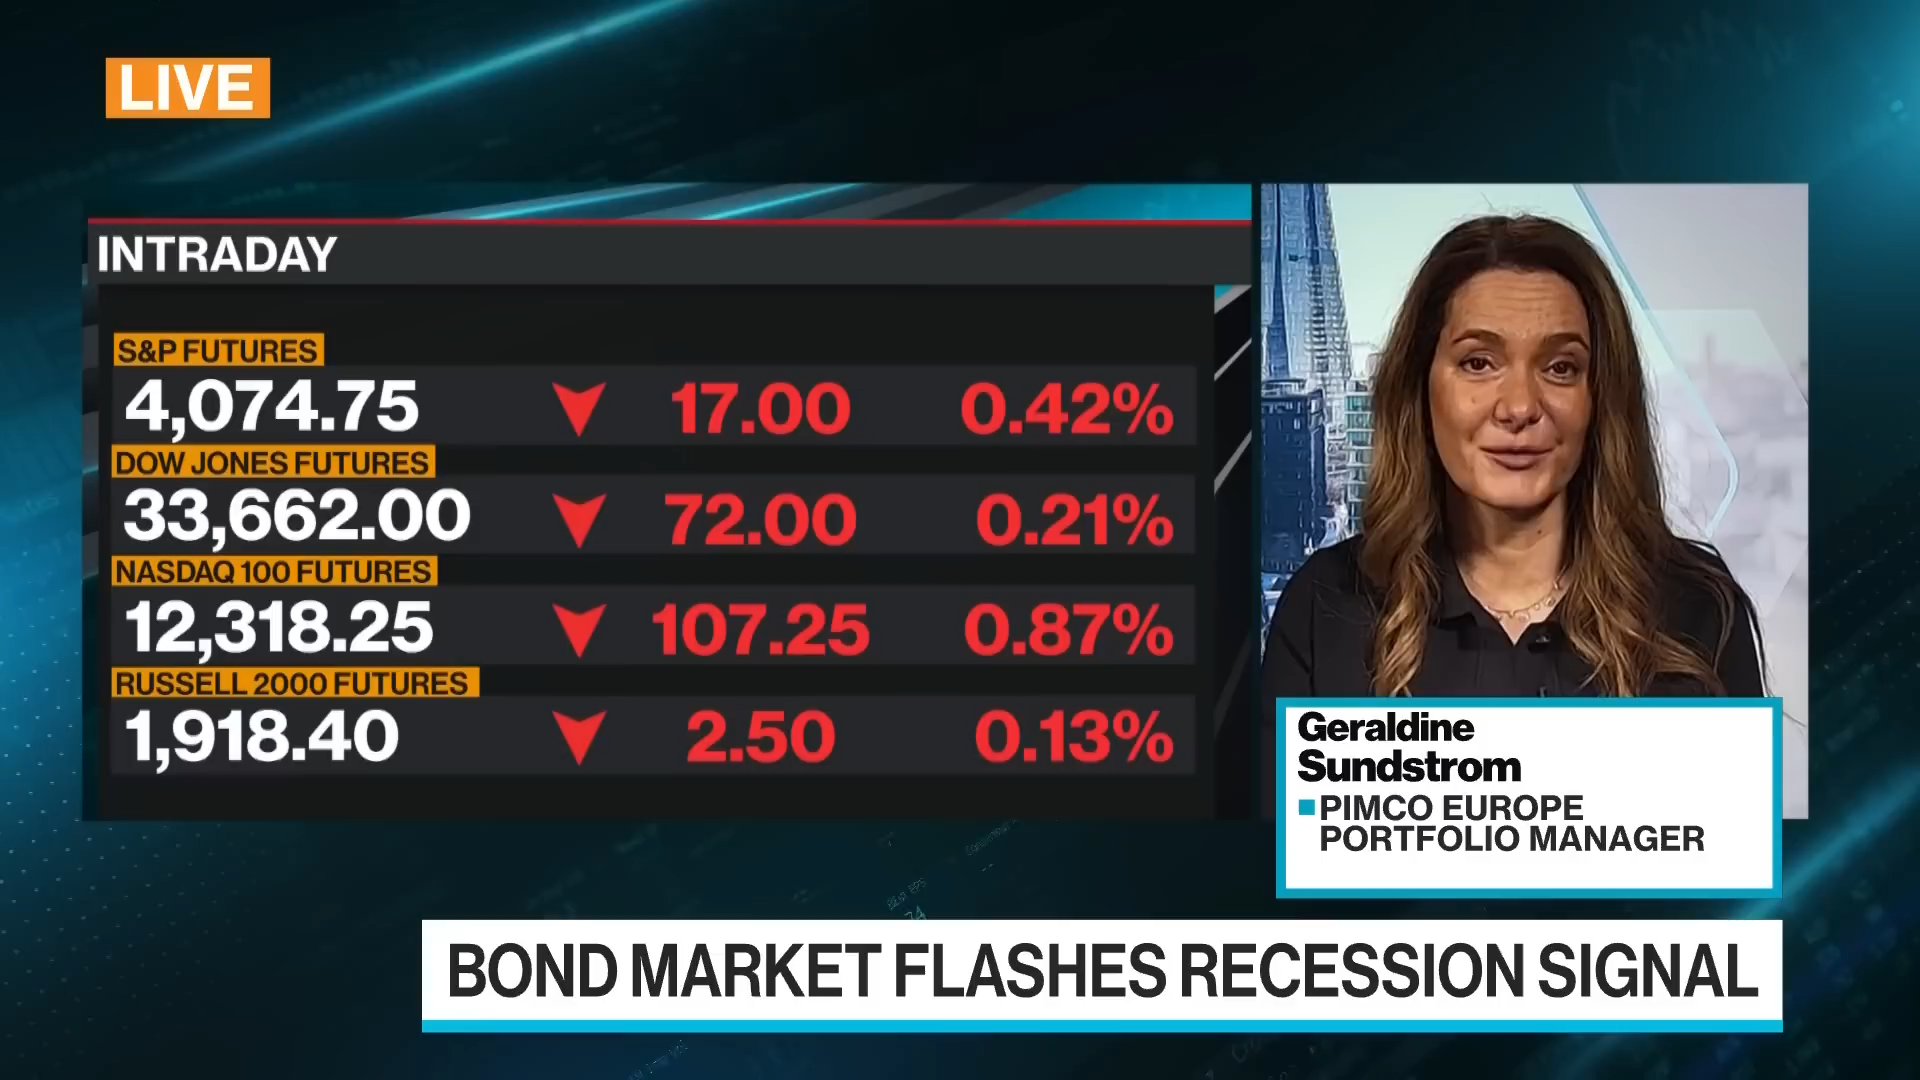 LIVE
INTRADAY
S&P FUTURES
4,074.75 17.00 0.42%
DOW JONES FUTURES
33,662.00 72.00 0.21%
NASDAQ 100 FUTURES
12,318.25 107.25 0.87%
RUSSELL 2000 FUTURES
1,918.40 2.50 0.13%
Geraldine
Sundstrom
PIMCO EUROPE
PORTFOLIO MANAGER
BOND MARKET FLASHES RECESSION SIGNAL